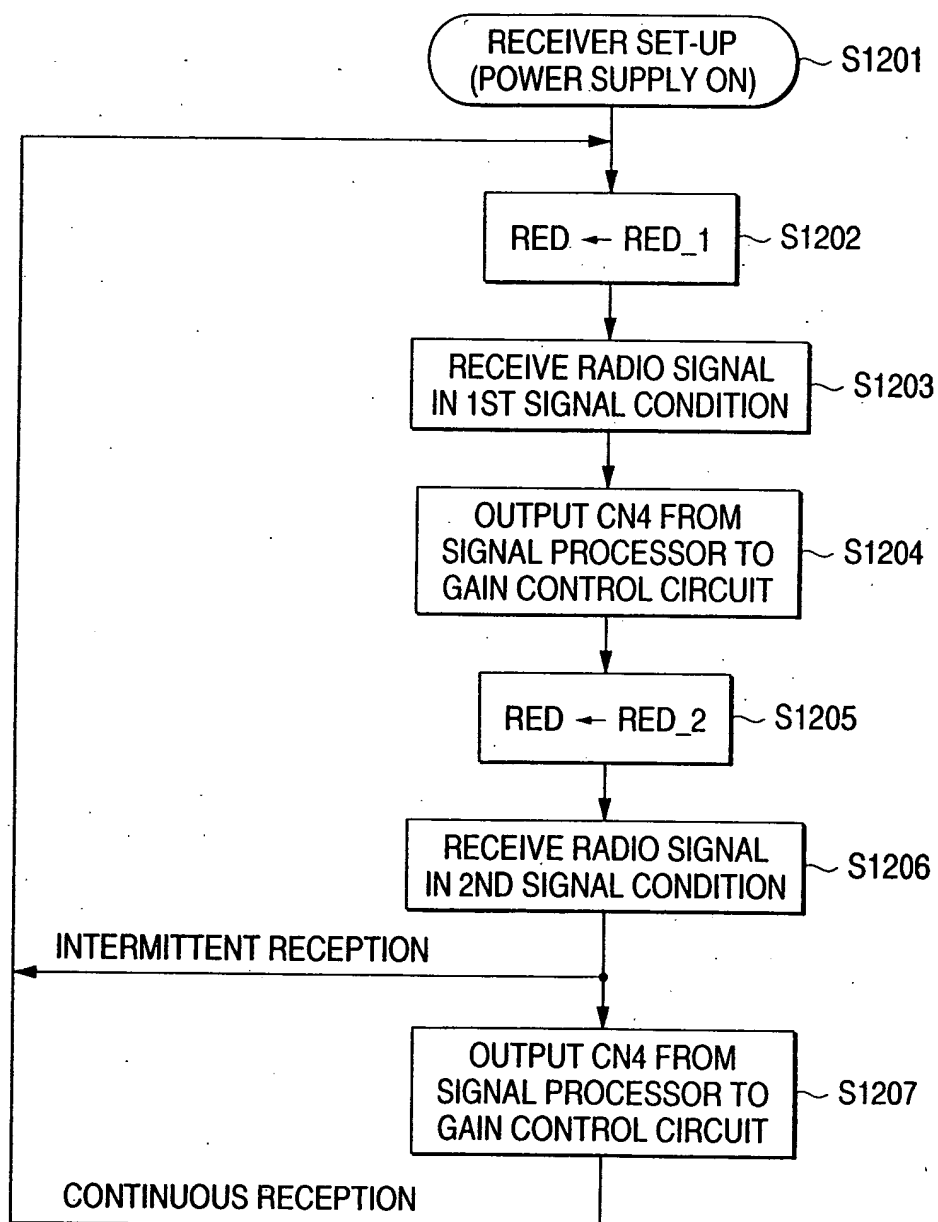 RECEIVER SET-UP
(POWER SUPPLY ON)
S1201
RED ← RED_1
S1202
RECEIVE RADIO SIGNAL
IN 1ST SIGNAL CONDITION
S1203
OUTPUT CN4 FROM
SIGNAL PROCESSOR TO
GAIN CONTROL CIRCUIT
S1204
RED ← RED_2
S1205
RECEIVE RADIO SIGNAL
IN 2ND SIGNAL CONDITION
S1206
INTERMITTENT RECEPTION
OUTPUT CN4 FROM
SIGNAL PROCESSOR TO
GAIN CONTROL CIRCUIT
S1207
CONTINUOUS RECEPTION